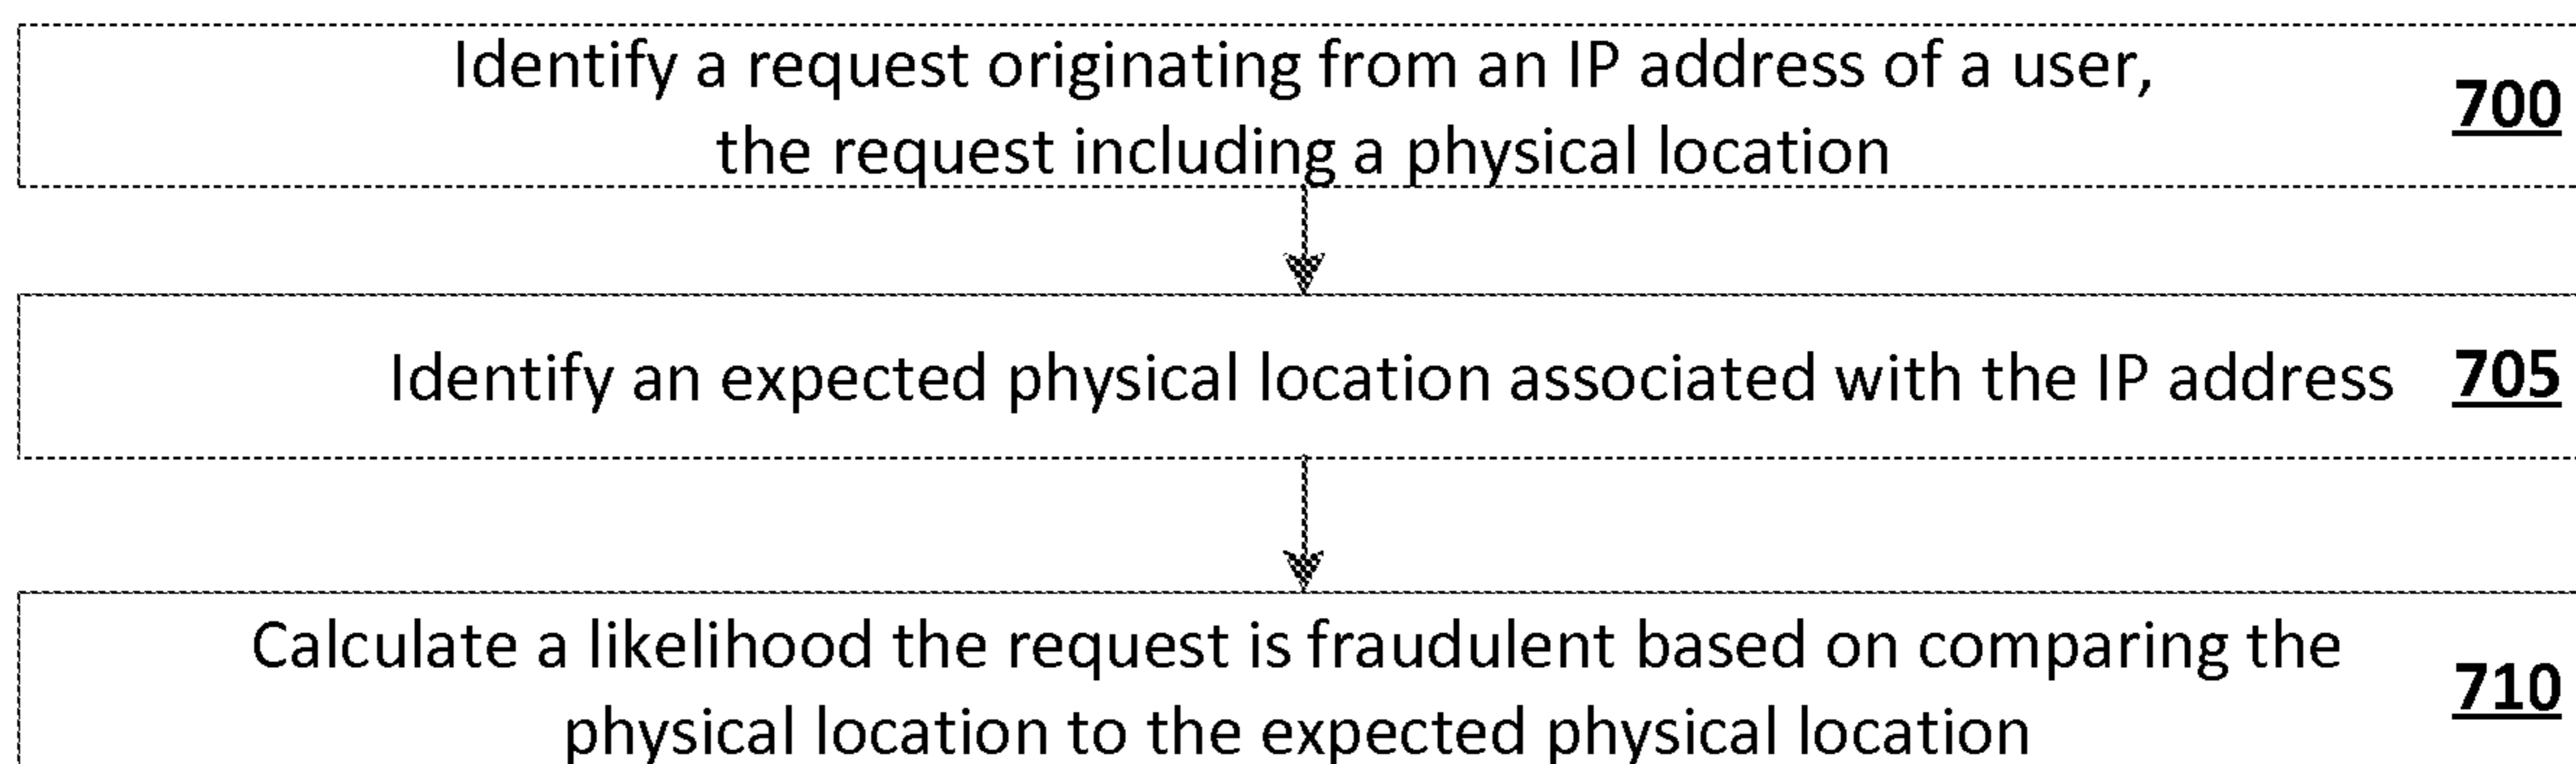 Identify a request originating from an IP address of a user,
the request including a physical location
700
Identify an expected physical location associated with the IP address 705
Calculate a likelihood the request is fraudulent based on comparing the
physical location to the expected physical location
710